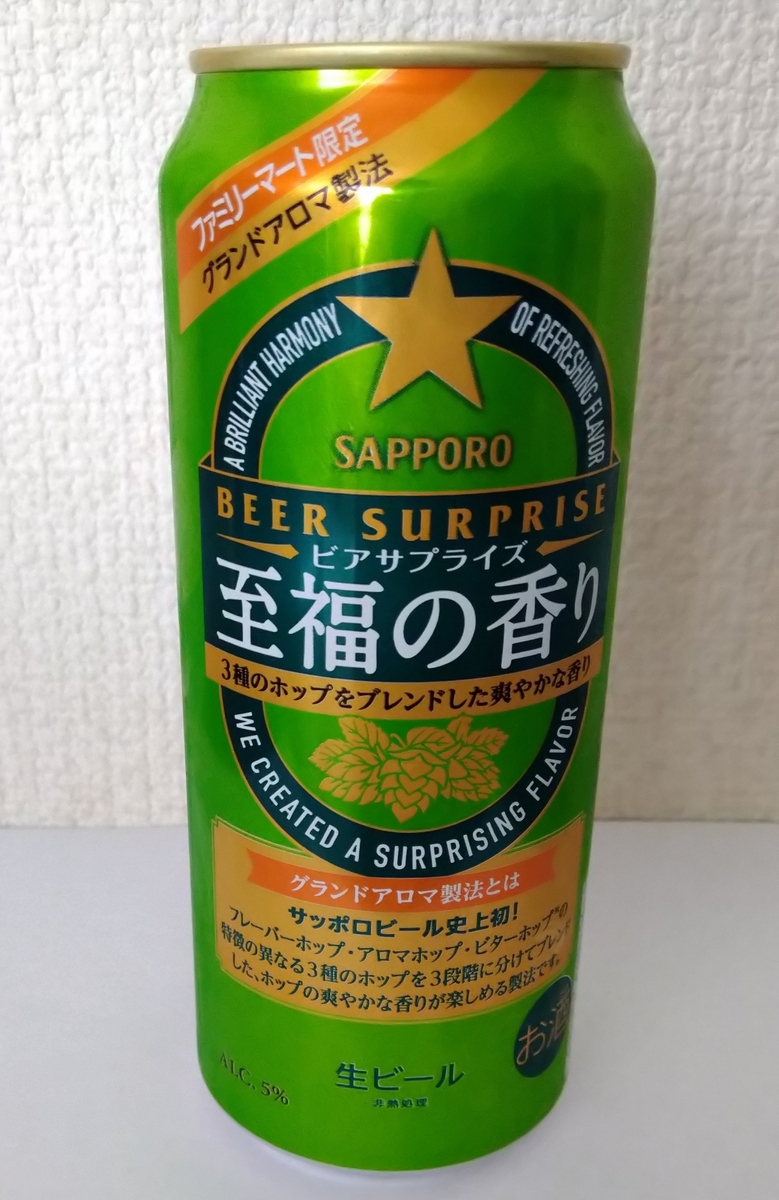 ファミリーマート限定
グランドアロマ製法
A BRILLIANT HARMONY
OF REFRESHING FLAVOR
SAPPORO
BEER SURPRISE
ビアサプライズ
至福の香り
3種のホップをブレンドした爽やかな香り
WE CREATED A SURPRISING FLAVOR
グランドアロマ製法とは
サッポロビール史上初!
フレーバーホップ・アロマホップ・ビターホップ※の
特徴の異なる3種のホップを3段階に分けてブレンド
した、ホップの爽やかな香りが楽しめる製法です。
お酒
ALC. 5%
生ビール
非熱処理